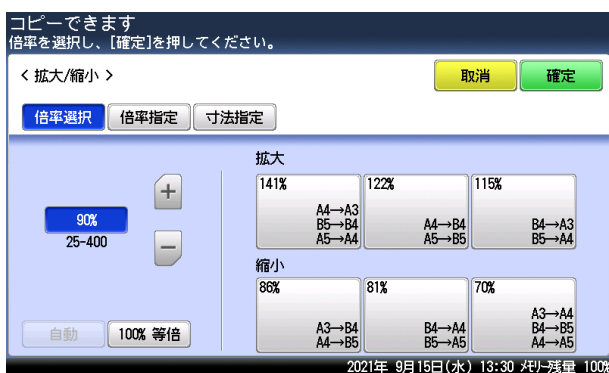 コピーできます
倍率を選択し、[確定]を押してください。
< 拡大/縮小 >
取消
確定
倍率選択
倍率指定
寸法指定
90%
25-400
+
−
自動
100% 等倍
拡大
141%
A4→A3
B5→B4
A5→A4
122%
A4→B4
A5→B5
115%
B4→A3
B5→A4
縮小
86%
A3→B4
A4→B5
81%
B4→A4
B5→A5
70%
A3→A4
B4→B5
A4→A5
2021年 9月15日(水) 13:30 メモリー残量 100%